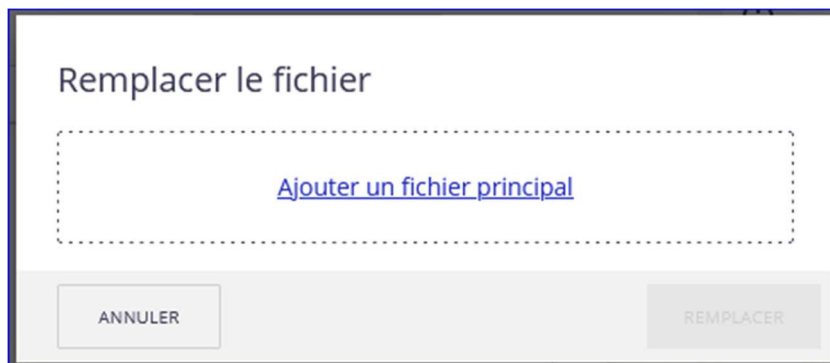 Remplacer le fichier
Ajouter un fichier principal
ANNULER
REMPLACER